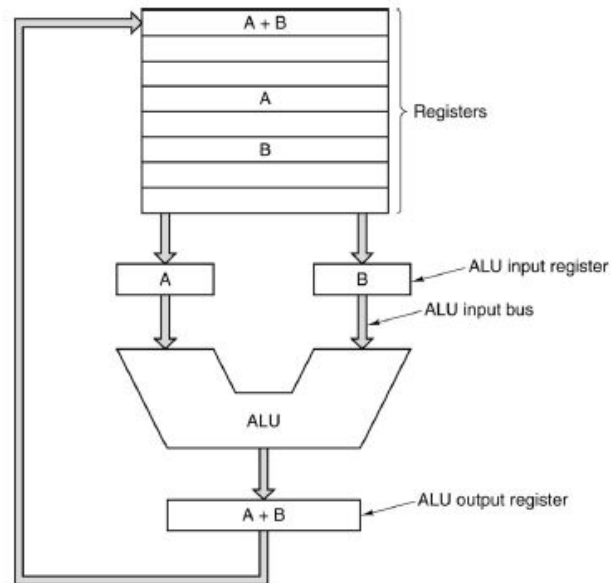 A + B
A
Registers
B
A
B
ALU input register
ALU input bus
ALU
A + B
ALU output register